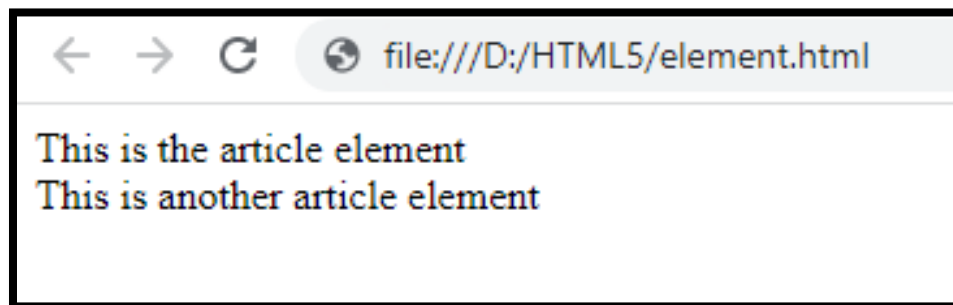 file:///D:/HTML5/element.html
This is the article element
This is another article element